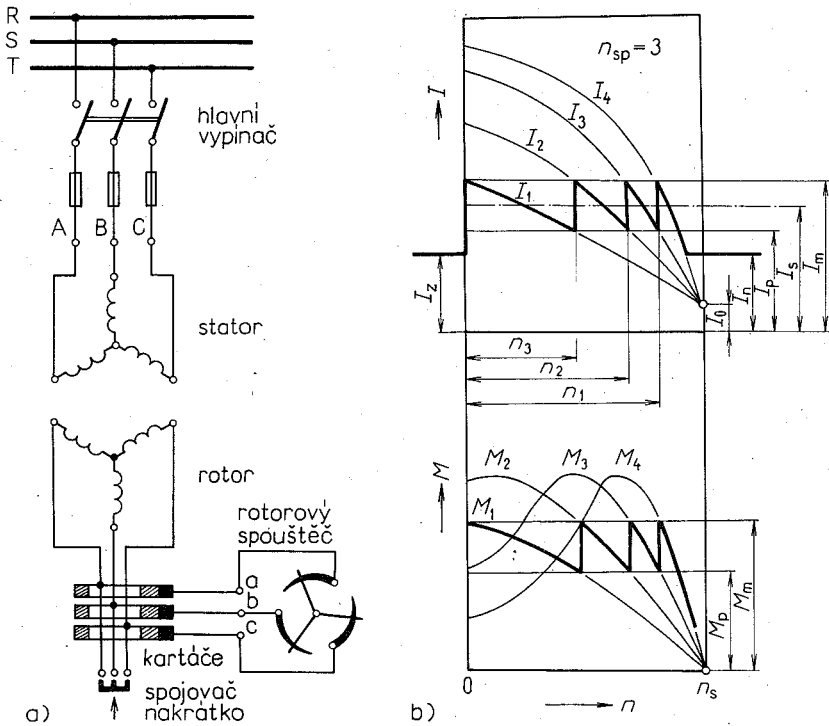 R
S
T
hlavní
vypínač
A B C
stator
rotor
rotorový
spouštěč
a
b
c
kartáče
spojovač
nakrátko
a)
n_sp = 3
I
I_4
I_3
I_2
I_1
I_z
I_0
I_n
I_p
I_s
I_m
n_3
n_2
n_1
M
M_2
M_3
M_4
M_1
M_p
M_m
0
n
n_s
b)